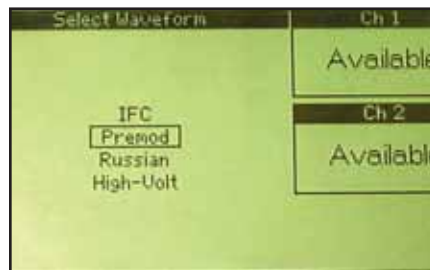 Select Waveform
Ch 1
Available
IFC
Premod
Russian
High-Volt
Ch 2
Available